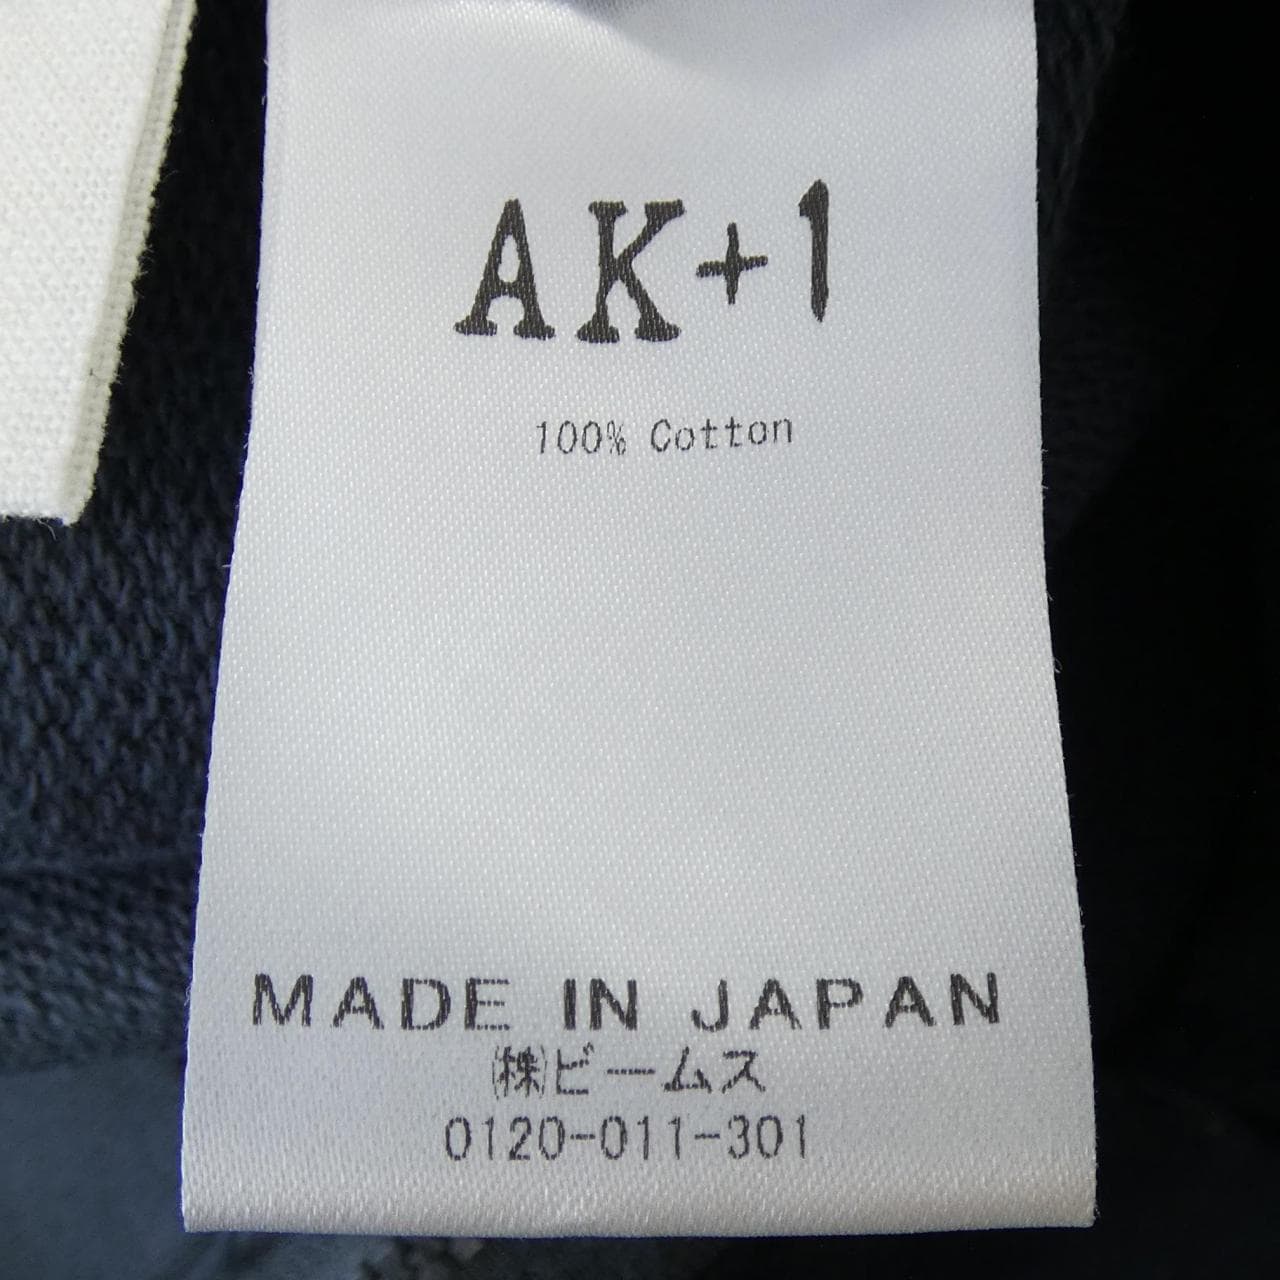 AK+1
100% Cotton
MADE IN JAPAN
㈱ビームス
0120-011-301